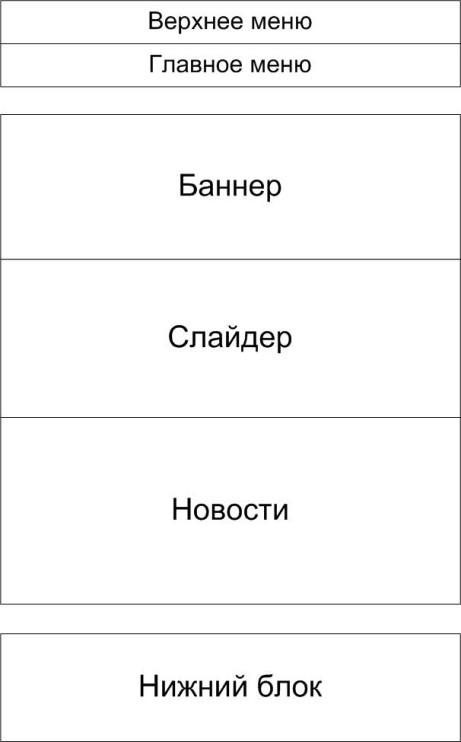 Верхнее меню
Главное меню
Баннер
Слайдер
Новости
Нижний блок